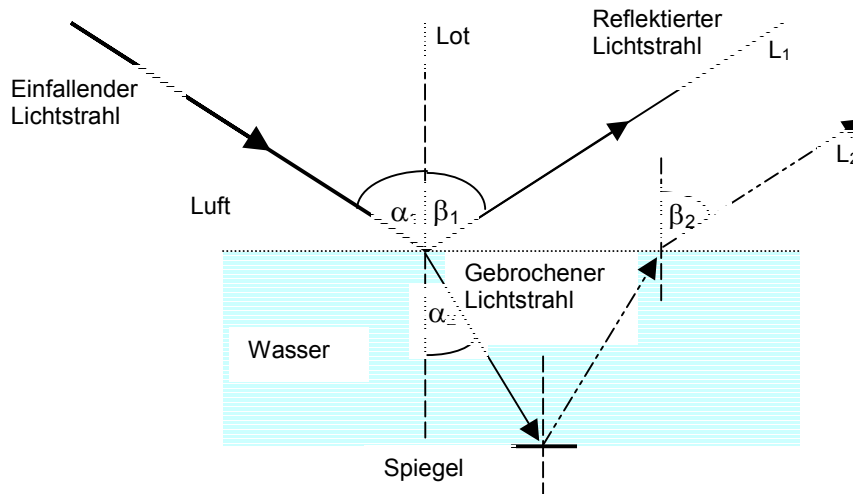 Lot
Reflektierter
Lichtstrahl
L1
Einfallender
Lichtstrahl
L2
Luft
α1
β1
β2
Gebrochener
Lichtstrahl
α2
Wasser
Spiegel